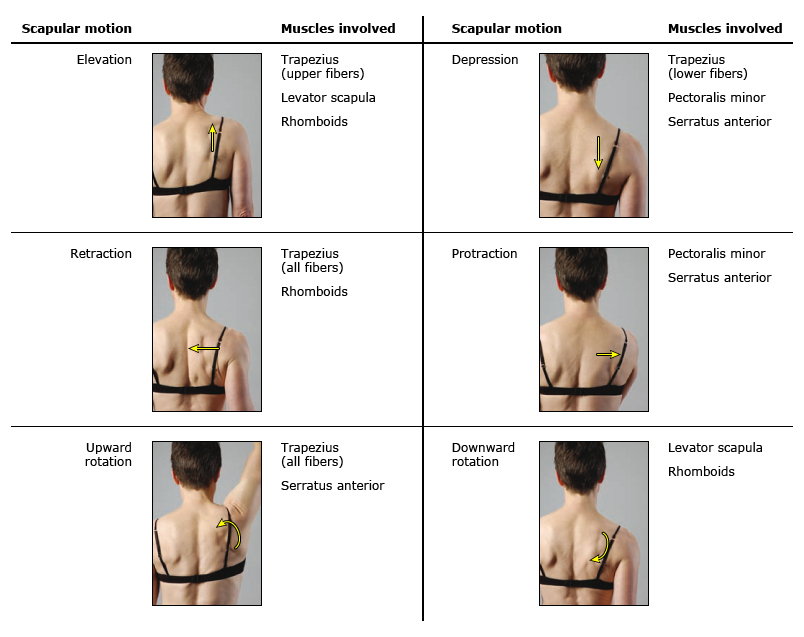 Scapular motion
Muscles involved
Scapular motion
Muscles involved
Elevation
Trapezius
(upper fibers)
Levator scapula
Rhomboids
Depression
Trapezius
(lower fibers)
Pectoralis minor
Serratus anterior
Retraction
Trapezius
(all fibers)
Rhomboids
Protraction
Pectoralis minor
Serratus anterior
Upward
rotation
Trapezius
(all fibers)
Serratus anterior
Downward
rotation
Levator scapula
Rhomboids